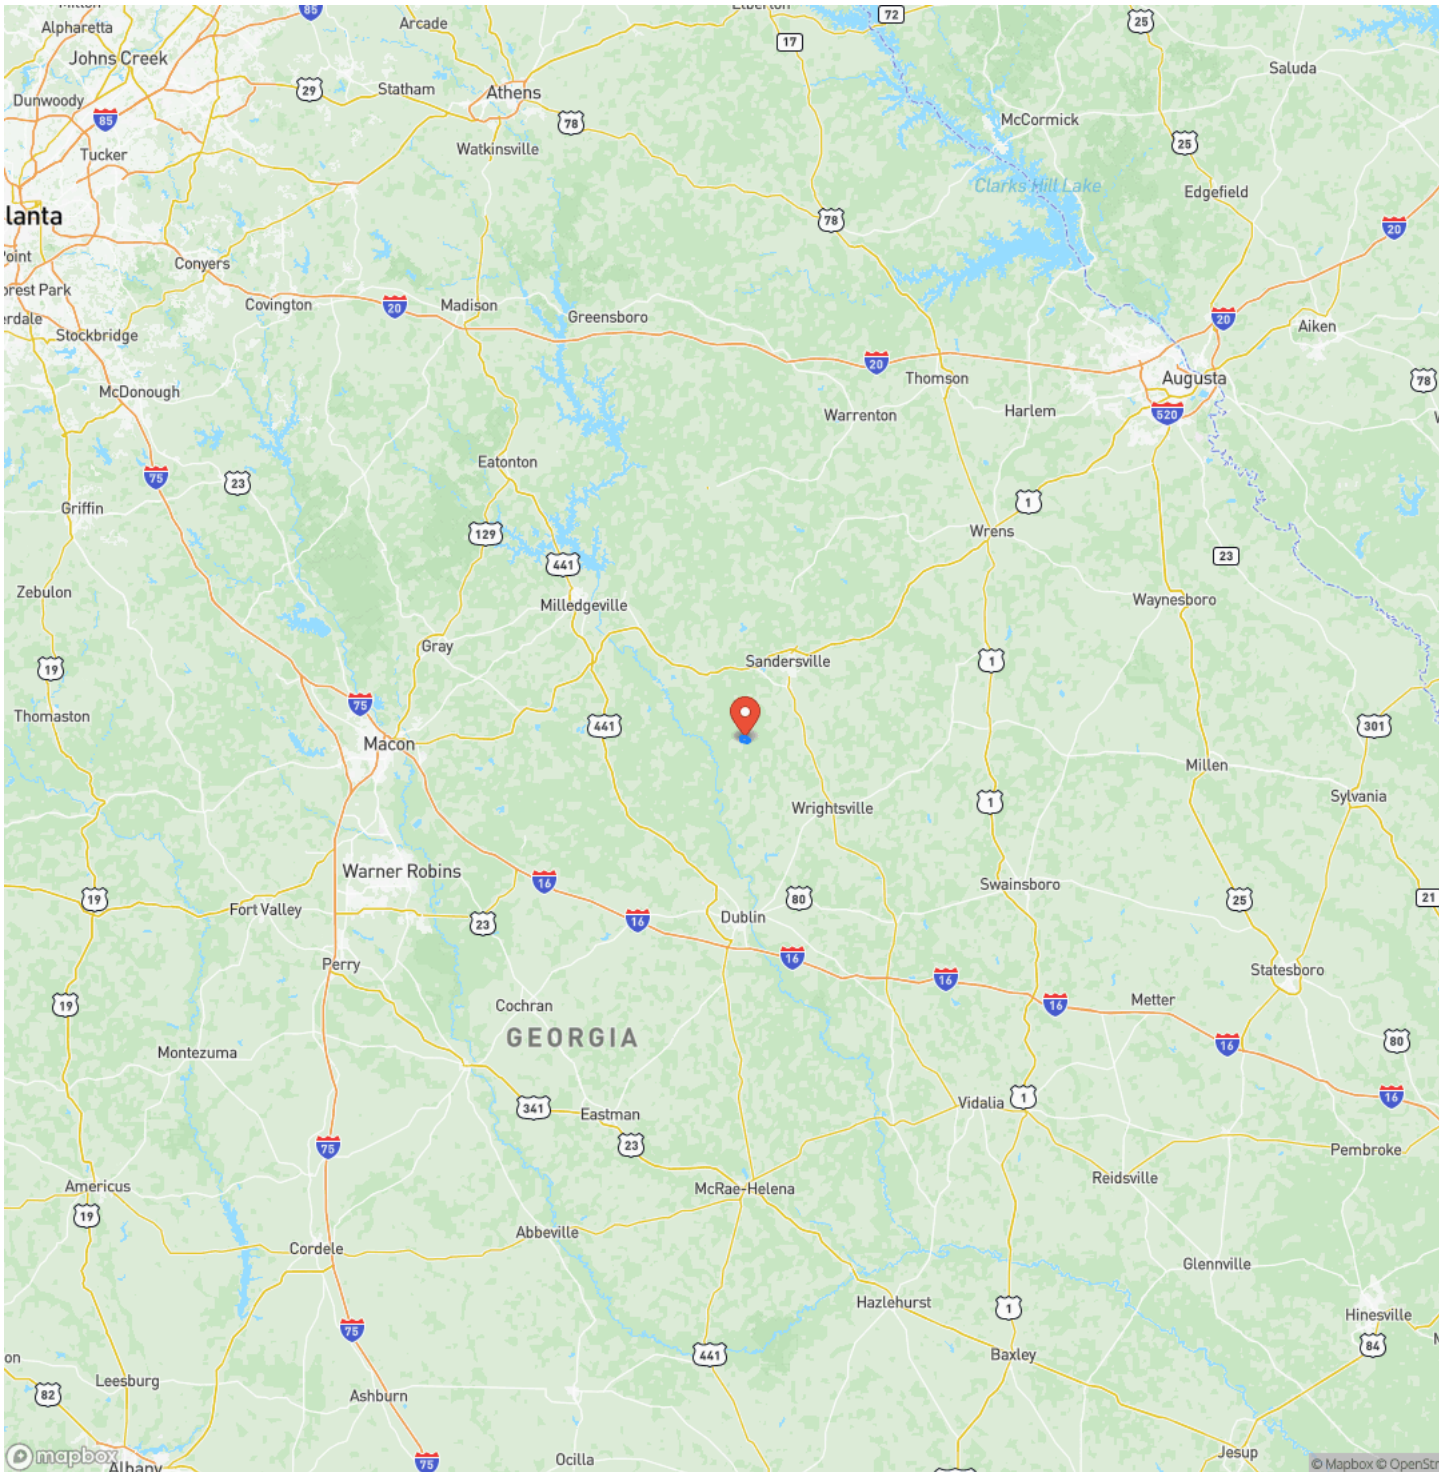 Elberton
72
85
Arcade
25
Alpharetta
17
Johns Creek
Saluda
29
Statham
Athens
Dunwoody
85
78
McCormick
Watkinsville
25
Tucker
Clarks Hill Lake
Edgefield
lanta
78
20
Conyers
Covington
20
Madison
Greensboro
20
Aiken
Stockbridge
20
Thomson
Augusta
78
McDonough
Warrenton
Harlem
520
Eatonton
75
23
Griffin
1
129
Wrens
441
23
Zebulon
Milledgeville
Waynesboro
Gray
Sandersville
1
19
75
Thomaston
441
301
Macon
Millen
Wrightsville
1
Sylvania
Warner Robins
16
Swainsboro
19
80
25
21
Fort Valley
23
16
Dublin
16
Perry
16
Statesboro
19
Cochran
16
Metter
GEORGIA
16
80
Montezuma
341
Eastman
Vidalia
1
16
75
23
Pembroke
Americus
McRae-Helena
Reidsville
19
Abbeville
Cordele
Glennville
Hazlehurst
1
Hinesville
75
441
Baxley
84
Leesburg
82
Ashburn
mapbox
Albany
75
Ocilla
Jesup
© Mapbox © OpenStr